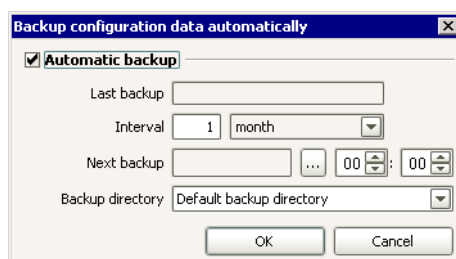 Backup configuration data automatically
Automatic backup
Last backup
Interval 1 month
Next backup ... 00 : 00
Backup directory Default backup directory
OK Cancel